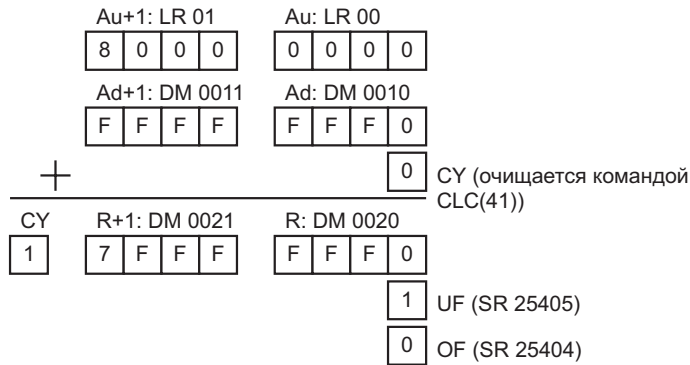 Au+1: LR 01 Au: LR 00
8 0 0 0 0 0 0 0
Ad+1: DM 0011 Ad: DM 0010
F F F F F F F 0
+ 0 CY (очищается командой
CLC(41))
CY R+1: DM 0021 R: DM 0020
1 7 F F F F F F 0
1 UF (SR 25405)
0 OF (SR 25404)